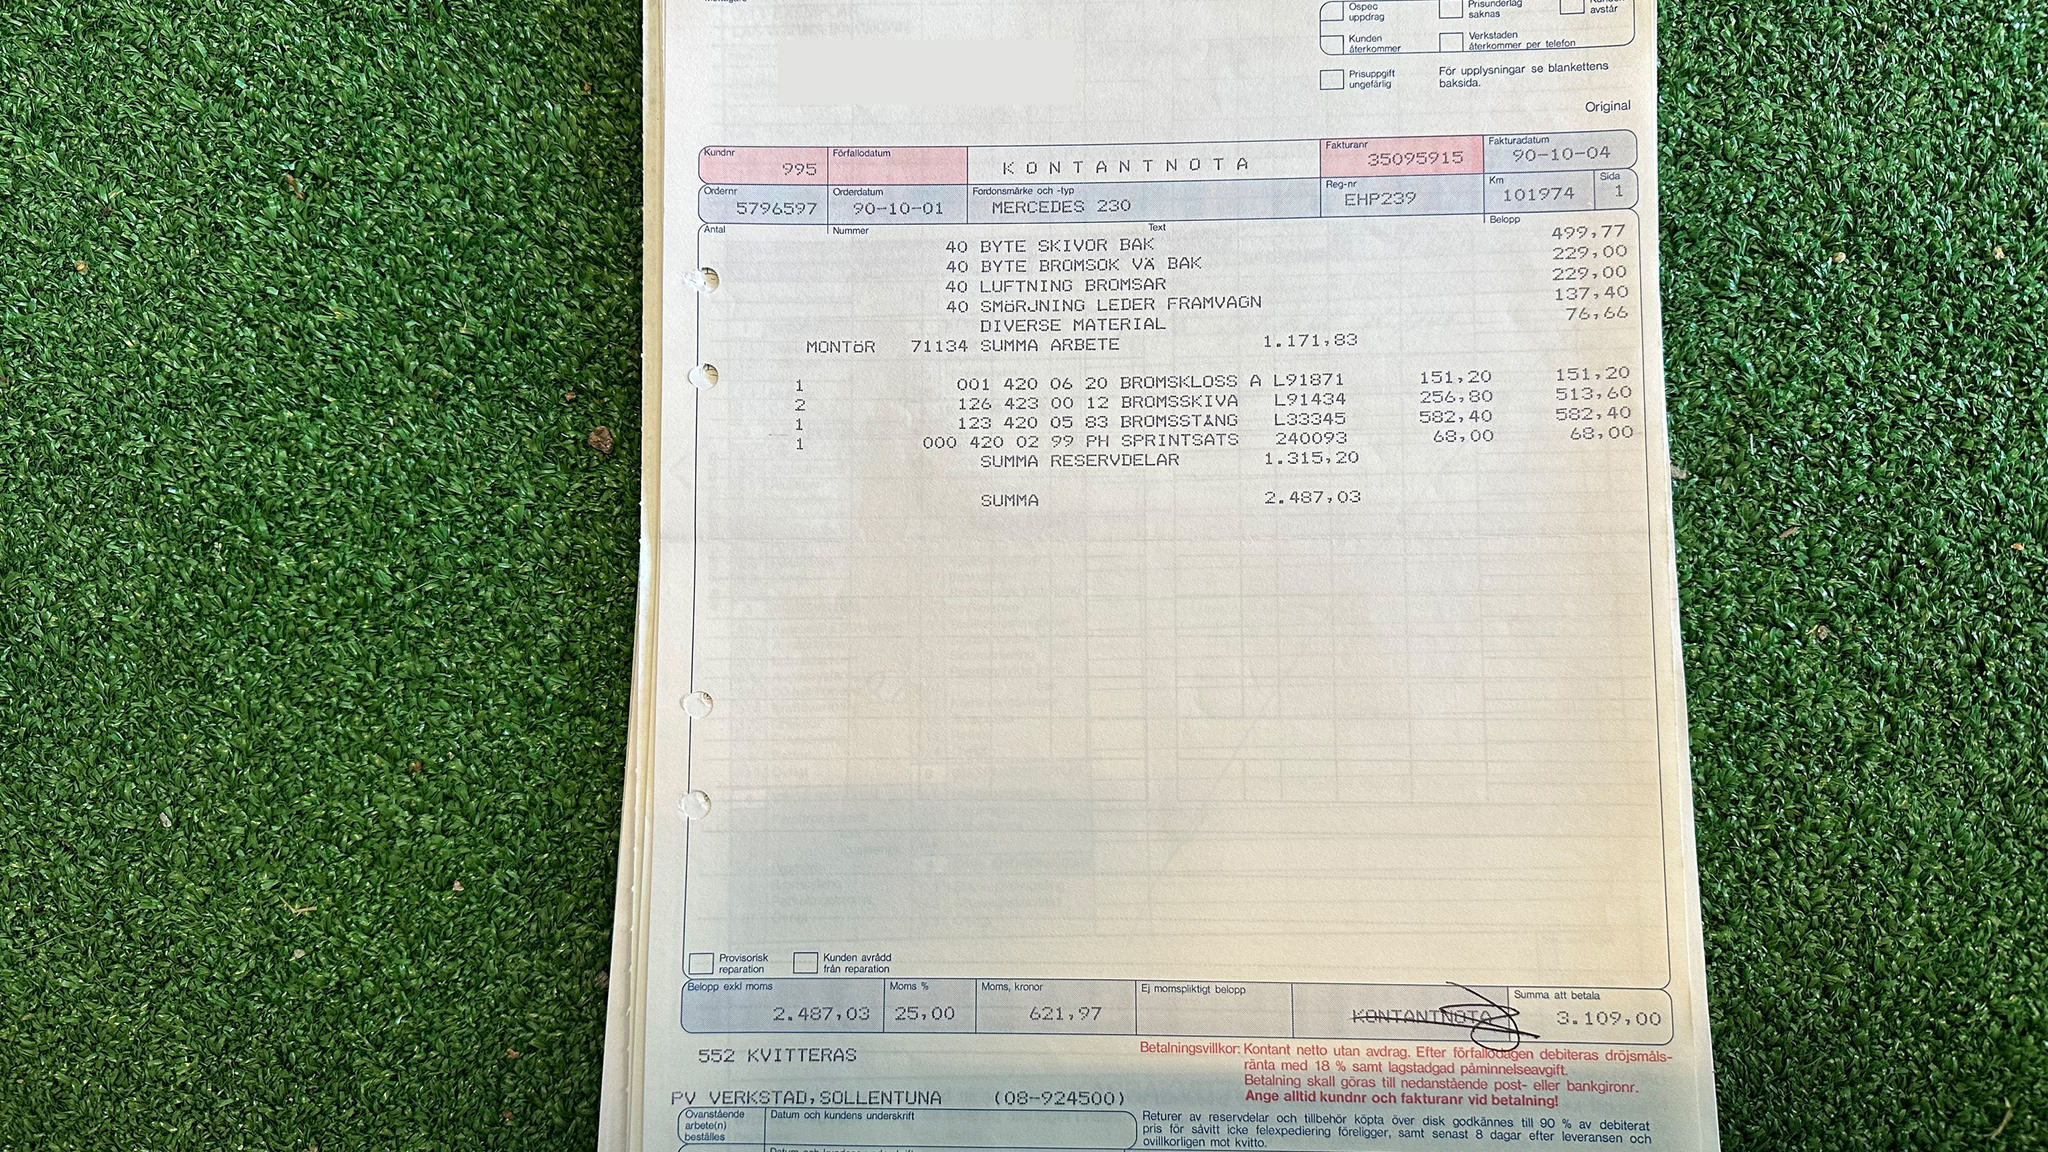 Ospec
uppdrag
Prisunderlag
saknas
avstår
Kunden
återkommer
Verkstaden
återkommer per telefon
Prisuppgift
ungefärlig
För upplysningar se blankettens
baksida.
Original
Kundnr 995 Förfallodatum KONTANTNOTA Fakturanr 35095915 Fakturadatum 90-10-04
Ordernr 5796597 Orderdatum 90-10-01 Fordonsmärke och -typ MERCEDES 230 Reg-nr EHP239 Km 101974 Sida 1
Antal Nummer Text Belopp
40 BYTE SKIVOR BAK 499,77
40 BYTE BROMSOK VÄ BAK 229,00
40 LUFTNING BROMSAR 229,00
40 SMÖRJNING LEDER FRAMVAGN 137,40
DIVERSE MATERIAL 76,66
MONTÖR 71134 SUMMA ARBETE 1.171,83
1 001 420 06 20 BROMSKLOSS A L91871 151,20 151,20
2 126 423 00 12 BROMSSKIVA L91434 256,80 513,60
1 123 420 05 83 BROMSSTÅNG L33345 582,40 582,40
1 000 420 02 99 PH SPRINTSATS 240093 68,00 68,00
SUMMA RESERVDELAR 1.315,20
SUMMA 2.487,03
Provisorisk
reparation
Kunden avrådd
från reparation
Belopp exkl moms 2.487,03 Moms % 25,00 Moms, kronor 621,97 Ej momspliktigt belopp KONTANTNOTA Summa att betala 3.109,00
552 KVITTERAS
Betalningsvillkor: Kontant netto utan avdrag. Efter förfallodagen debiteras dröjsmåls-
ränta med 18 % samt lagstadgad påminnelseavgift.
Betalning skall göras till nedanstående post- eller bankgironr.
Ange alltid kundnr och fakturanr vid betalning!
PV VERKSTAD,SOLLENTUNA (08-924500)
Ovanstående
arbete(n)
beställes
Datum och kundens underskrift
Returer av reservdelar och tillbehör köpta över disk godkännes till 90 % av debiterat
pris för såvitt icke felexpediering föreligger, samt senast 8 dagar efter leveransen och
ovillkorligen mot kvitto.